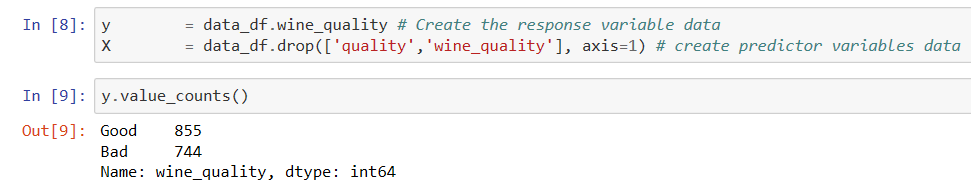 In [8]: y        = data_df.wine_quality # Create the response variable data
X        = data_df.drop(['quality','wine_quality'], axis=1) # create predictor variables data
In [9]: y.value_counts()
Out[9]: Good    855
Bad     744
Name: wine_quality, dtype: int64